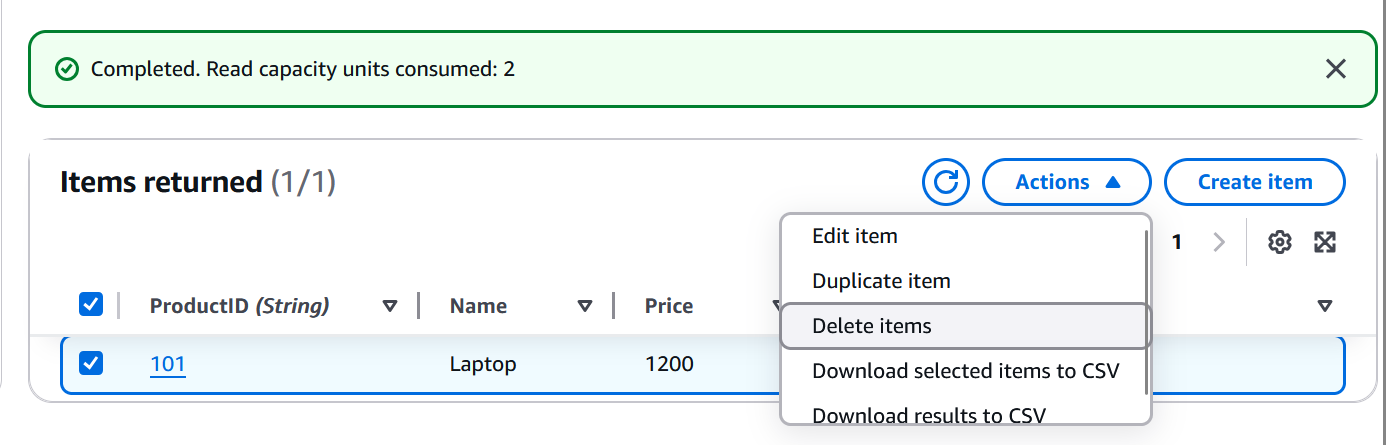 Completed. Read capacity units consumed: 2
Items returned (1/1)
Actions
Create item
Edit item
1
Duplicate item
ProductID (String)
Name
Price
Delete items
101
Laptop
1200
Download selected items to CSV
Download results to CSV